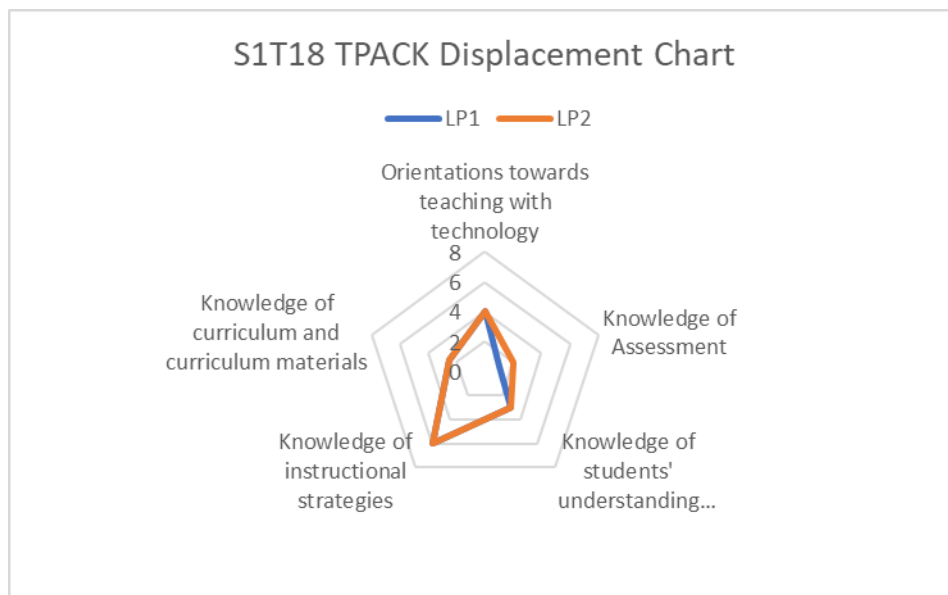 S1T18 TPACK Displacement Chart
LP1 LP2
Orientations towards
teaching with
technology
8
6
4
2
0
Knowledge of
Assessment
Knowledge of
students'
understanding...
Knowledge of
instructional
strategies
Knowledge of
curriculum and
curriculum materials